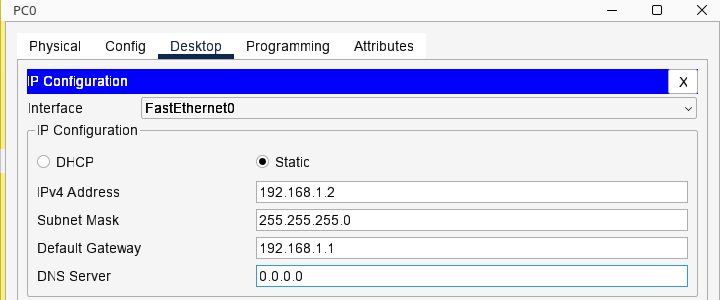 PC0
Physical Config Desktop Programming Attributes
IP Configuration X
Interface FastEthernet0
IP Configuration
DHCP Static
IPv4 Address 192.168.1.2
Subnet Mask 255.255.255.0
Default Gateway 192.168.1.1
DNS Server 0.0.0.0